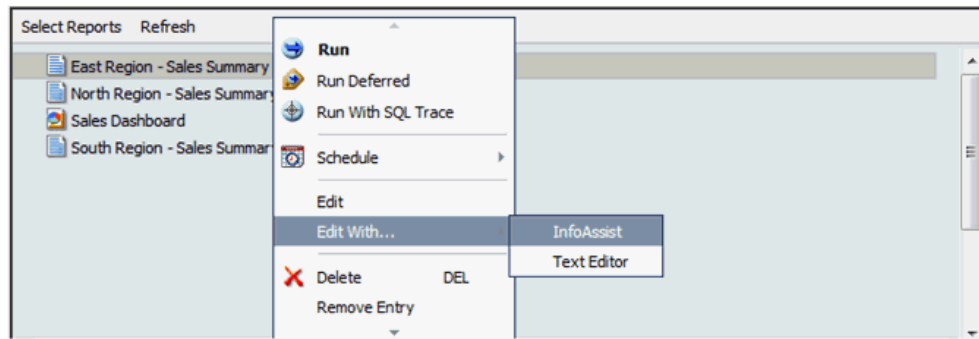 Select Reports Refresh
East Region - Sales Summary
North Region - Sales Summary
Sales Dashboard
South Region - Sales Summar
Run
Run Deferred
Run With SQL Trace
Schedule
Edit
Edit With...
InfoAssist
Text Editor
Delete DEL
Remove Entry